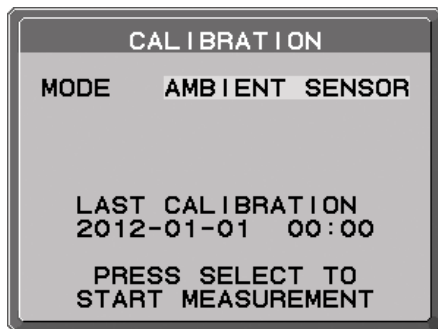 CALIBRATION
MODE AMBIENT SENSOR
LAST CALIBRATION
2012-01-01 00:00
PRESS SELECT TO
START MEASUREMENT